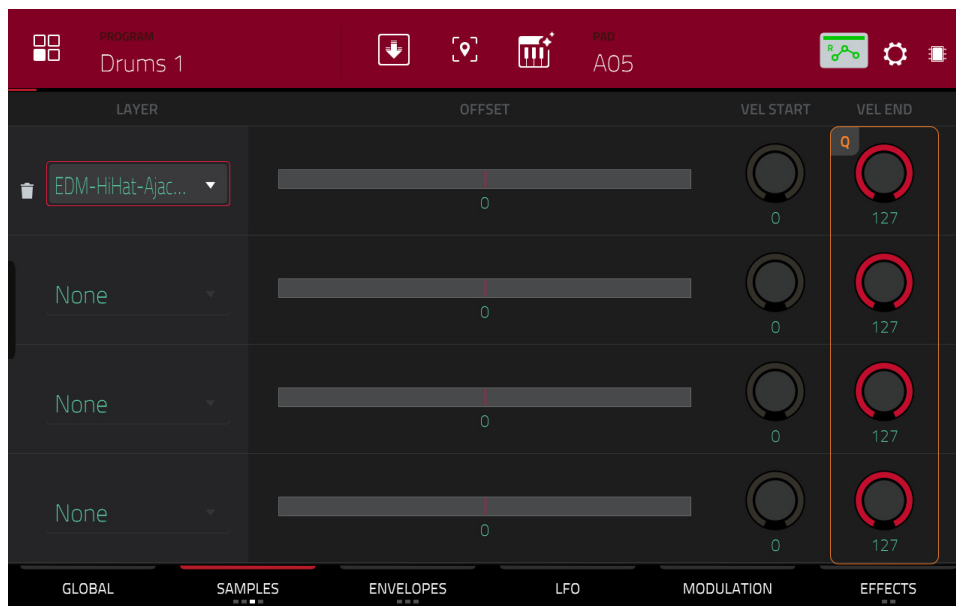 PROGRAM
Drums 1
PAD
A05
R
LAYER OFFSET VEL START VEL END
Q
EDM-HiHat-Ajac...
0 0 127
None
0 0 127
None
0 0 127
None
0 0 127
GLOBAL SAMPLES ENVELOPES LFO MODULATION EFFECTS